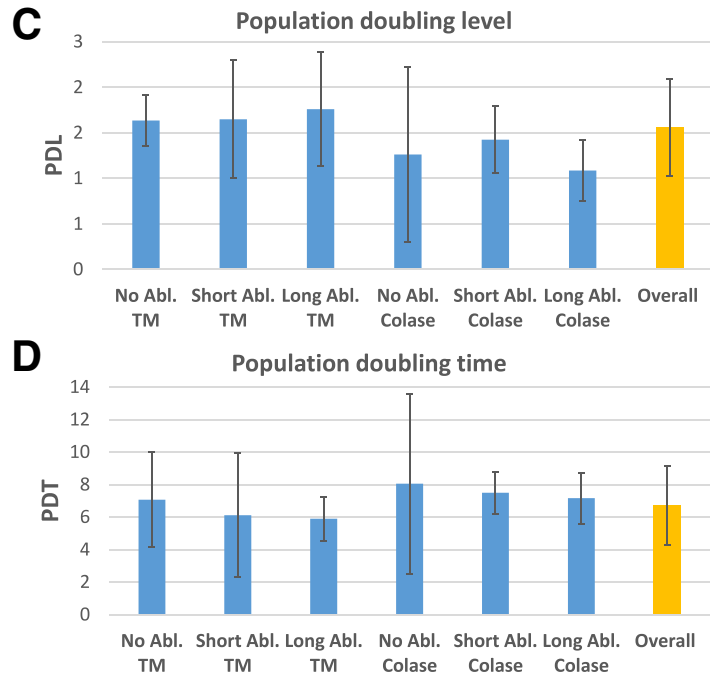 C
Population doubling level
3
2
2
1
1
0
PDL
No Abl. Short Abl. Long Abl. No Abl. Short Abl. Long Abl. Overall
TM TM TM Colase Colase Colase
D
Population doubling time
14
12
10
8
6
4
2
0
PDT
No Abl. Short Abl. Long Abl. No Abl. Short Abl. Long Abl. Overall
TM TM TM Colase Colase Colase